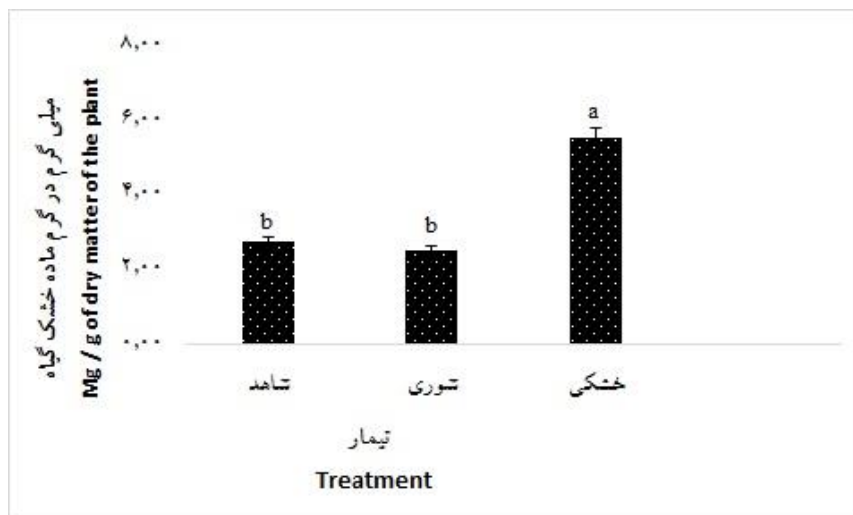 ۸,۰۰
۶,۰۰
۴,۰۰
۲,۰۰
۰,۰۰
میلی گرم در گرم ماده خشک گیاه
Mg / g of dry matter of the plant
b
b
a
شاهد
شوری
خشکی
تیمار
Treatment